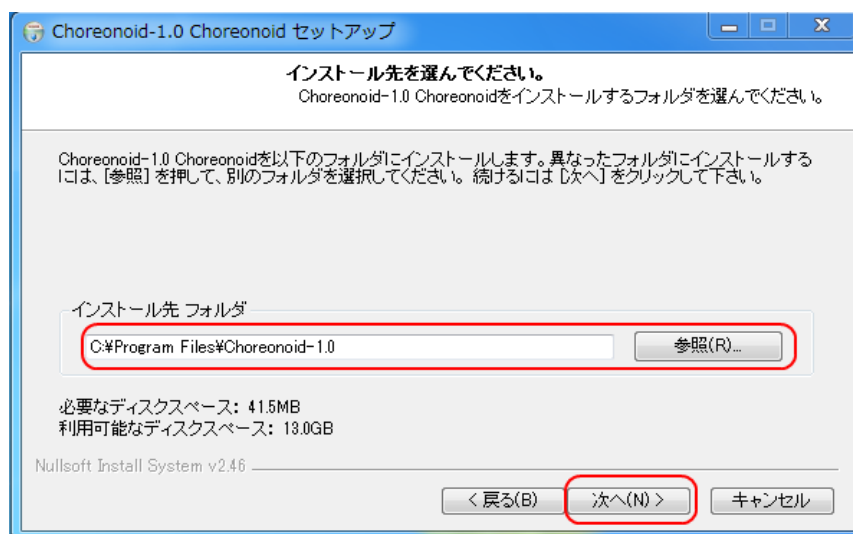 Choreonoid-1.0 Choreonoid セットアップ
インストール先を選んでください。
Choreonoid-1.0 Choreonoidをインストールするフォルダを選んでください。
Choreonoid-1.0 Choreonoidを以下のフォルダにインストールします。異なったフォルダにインストールする
には、[参照] を押して、別のフォルダを選択してください。 続けるには [次へ] をクリックして下さい。
インストール先 フォルダ
C:¥Program Files¥Choreonoid-1.0
参照(R)...
必要なディスクスペース: 41.5MB
利用可能なディスクスペース: 13.0GB
Nullsoft Install System v2.46
< 戻る(B)
次へ(N) >
キャンセル